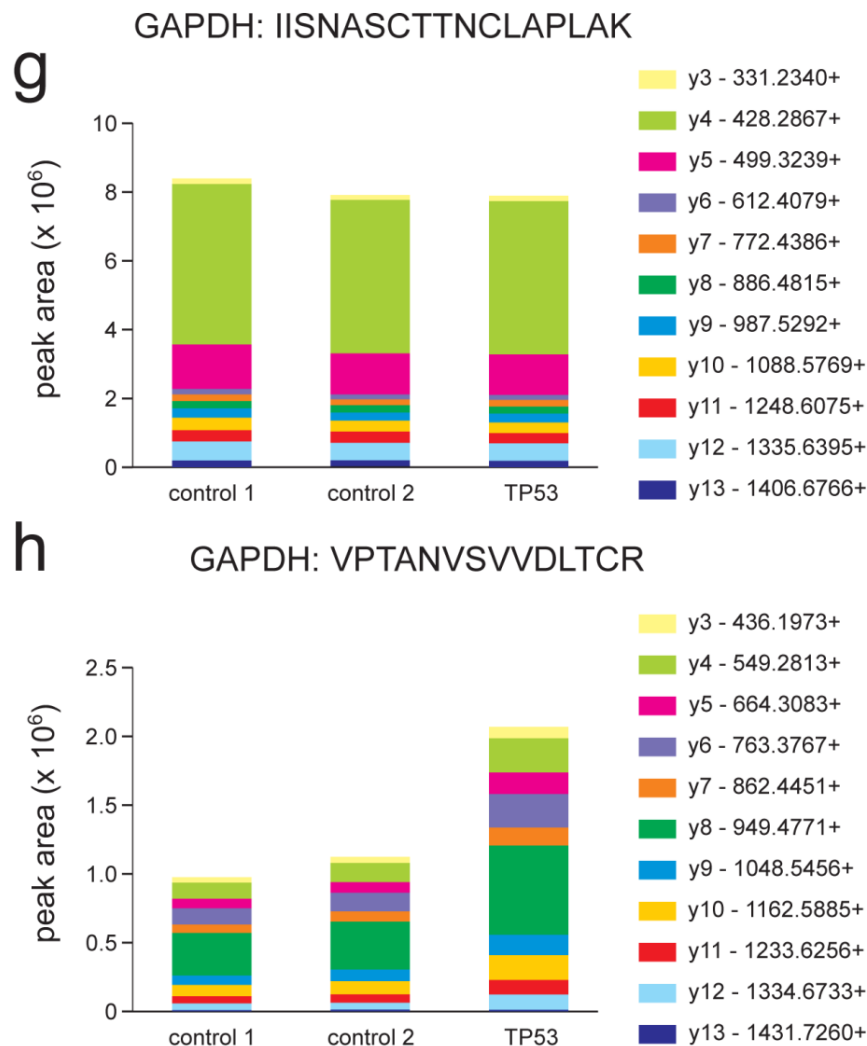 GAPDH: IISNASCTTNCLAPLAK
g
peak area (x 10⁶)
10
8
6
4
2
0
control 1
control 2
TP53
y3 - 331.2340+
y4 - 428.2867+
y5 - 499.3239+
y6 - 612.4079+
y7 - 772.4386+
y8 - 886.4815+
y9 - 987.5292+
y10 - 1088.5769+
y11 - 1248.6075+
y12 - 1335.6395+
y13 - 1406.6766+
h
GAPDH: VPTANVSVVDLTCR
peak area (x 10⁶)
2.5
2.0
1.5
1.0
0.5
0
control 1
control 2
TP53
y3 - 436.1973+
y4 - 549.2813+
y5 - 664.3083+
y6 - 763.3767+
y7 - 862.4451+
y8 - 949.4771+
y9 - 1048.5456+
y10 - 1162.5885+
y11 - 1233.6256+
y12 - 1334.6733+
y13 - 1431.7260+